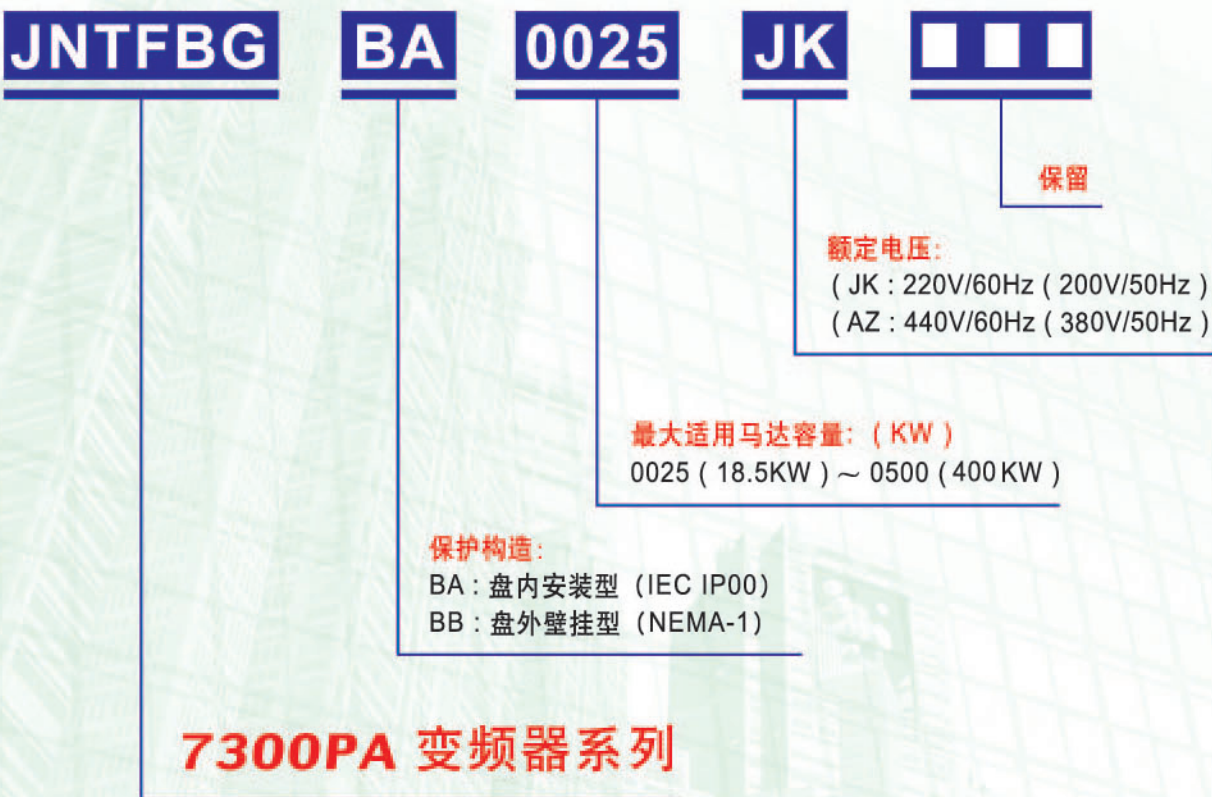 JNTFBG BA 0025 JK □□□
保留
额定电压:
( JK : 220V/60Hz ( 200V/50Hz )
( AZ : 440V/60Hz ( 380V/50Hz )
最大适用马达容量: ( KW )
0025 ( 18.5KW ) ~ 0500 ( 400KW )
保护构造:
BA : 盘内安装型 (IEC IP00)
BB : 盘外壁挂型 (NEMA-1)
7300PA 变频器系列